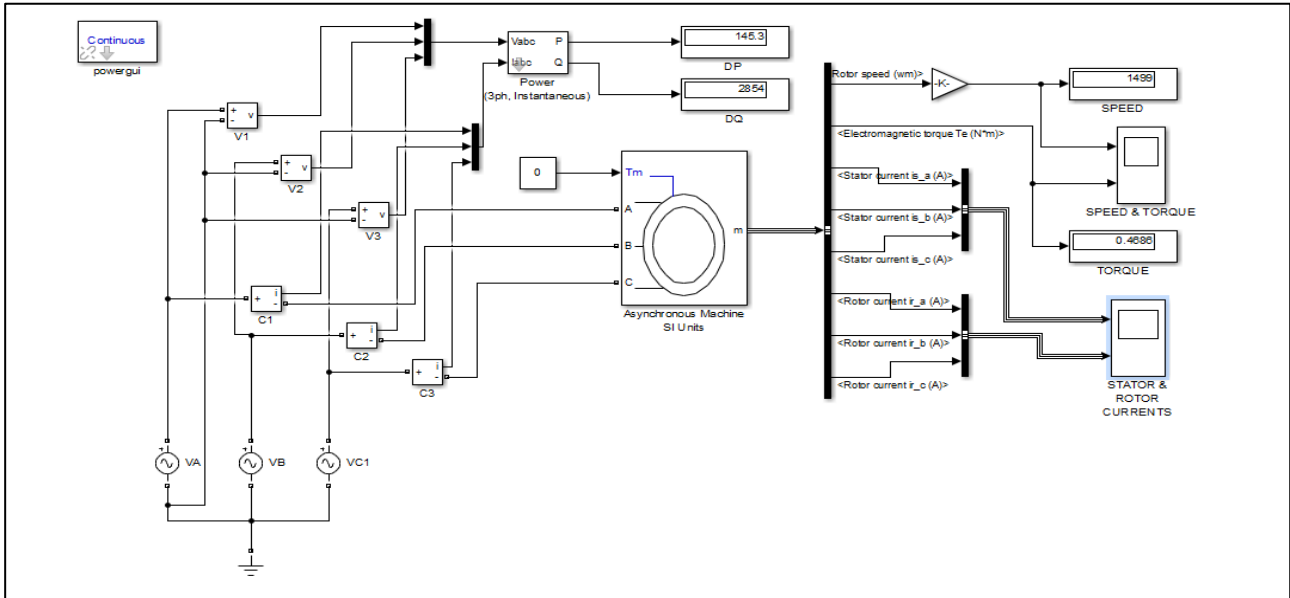 Continuous
powergui
Vabc
Iabc
P
Q
Power
(3ph, Instantaneous)
145.3
DP
2854
DQ
+
-
v
V1
+
-
v
V2
+
-
v
V3
+
i
-
C1
+
i
-
C2
+
i
-
C3
0
Tm
A
B
C
m
Asynchronous Machine
SI Units
Rotor speed (wm)>
-K-
1499
SPEED
<Electromagnetic torque Te (N*m)>
SPEED & TORQUE
<Stator current is_a (A)>
<Stator current is_b (A)>
<Stator current is_c (A)>
0.4686
TORQUE
<Rotor current ir_a (A)>
<Rotor current ir_b (A)>
<Rotor current ir_c (A)>
STATOR &
ROTOR
CURRENTS
+
VA
+
VB
+
VC1